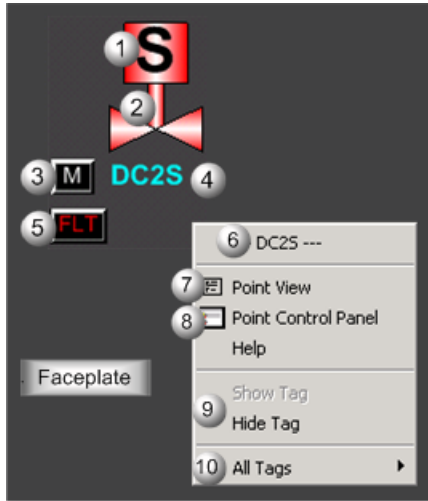 1 S
2
3 M DC2S 4
5 FLT
6 DC2S ---
7 Point View
8 Point Control Panel
Help
Faceplate
Show Tag
9
Hide Tag
10 All Tags